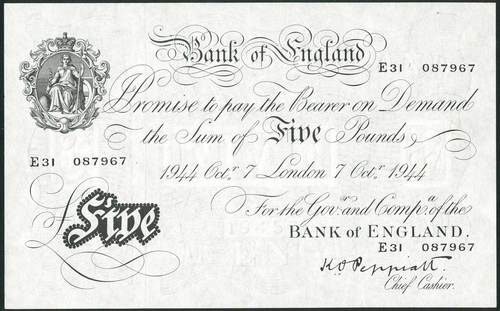 Bank of England
E31 087967
Promise to pay the Bearer on Demand
the Sum of Five Pounds
E31 087967
1944 Octr. 7 London 7 Octr. 1944
For the Govr. and Compa. of the
BANK of ENGLAND.
E31 087967
£Five
K O Peppiatt
Chief Cashier.